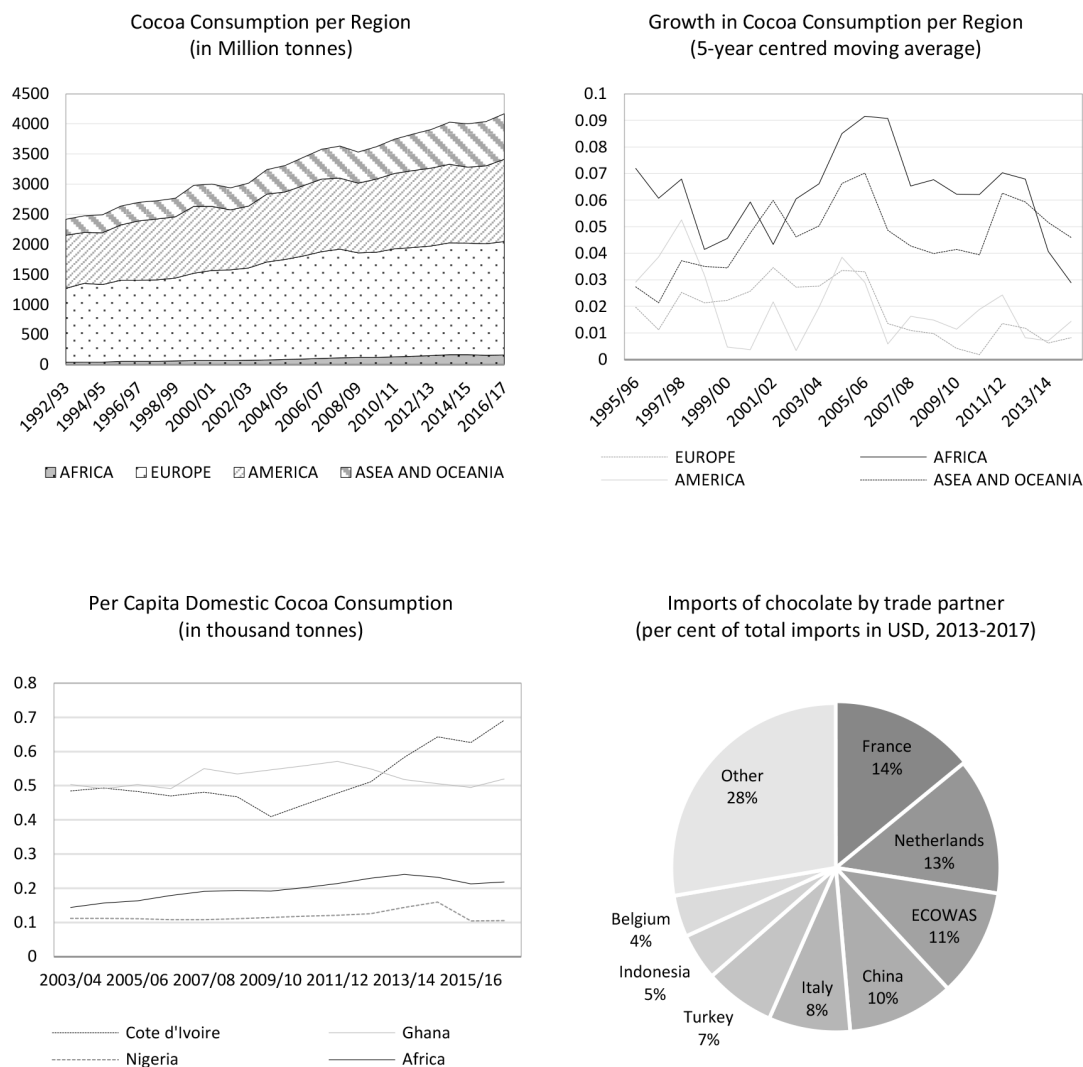 Cocoa Consumption per Region
(in Million tonnes)
4500
4000
3500
3000
2500
2000
1500
1000
500
0
1992/93
1994/95
1996/97
1998/99
2000/01
2002/03
2004/05
2006/07
2008/09
2010/11
2012/13
2014/15
2016/17
AFRICA EUROPE AMERICA ASEA AND OCEANIA
Growth in Cocoa Consumption per Region
(5-year centred moving average)
0.1
0.09
0.08
0.07
0.06
0.05
0.04
0.03
0.02
0.01
0
1995/96
1997/98
1999/00
2001/02
2003/04
2005/06
2007/08
2009/10
2011/12
2013/14
EUROPE AFRICA
AMERICA ASEA AND OCEANIA
Per Capita Domestic Cocoa Consumption
(in thousand tonnes)
0.8
0.7
0.6
0.5
0.4
0.3
0.2
0.1
0
2003/04 2005/06 2007/08 2009/10 2011/12 2013/14 2015/16
Cote d'Ivoire Ghana
Nigeria Africa
Imports of chocolate by trade partner
(per cent of total imports in USD, 2013-2017)
France
14%
Netherlands
13%
ECOWAS
11%
China
10%
Italy
8%
Turkey
7%
Indonesia
5%
Belgium
4%
Other
28%